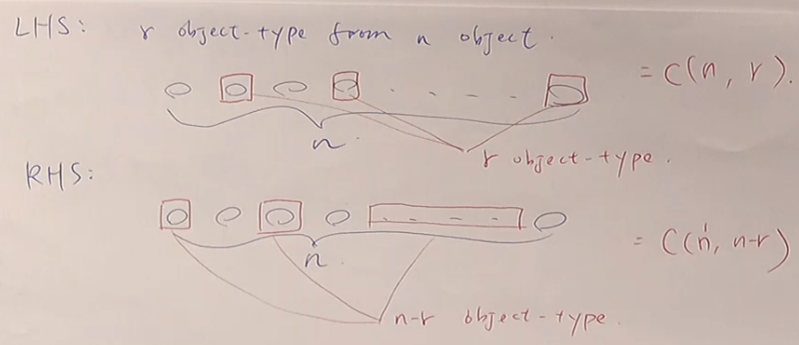 LHS: r object-type from n object.
= C(n, r).
n.
r object-type.
RHS:
n.
= C(n, n-r)
n-r object-type.